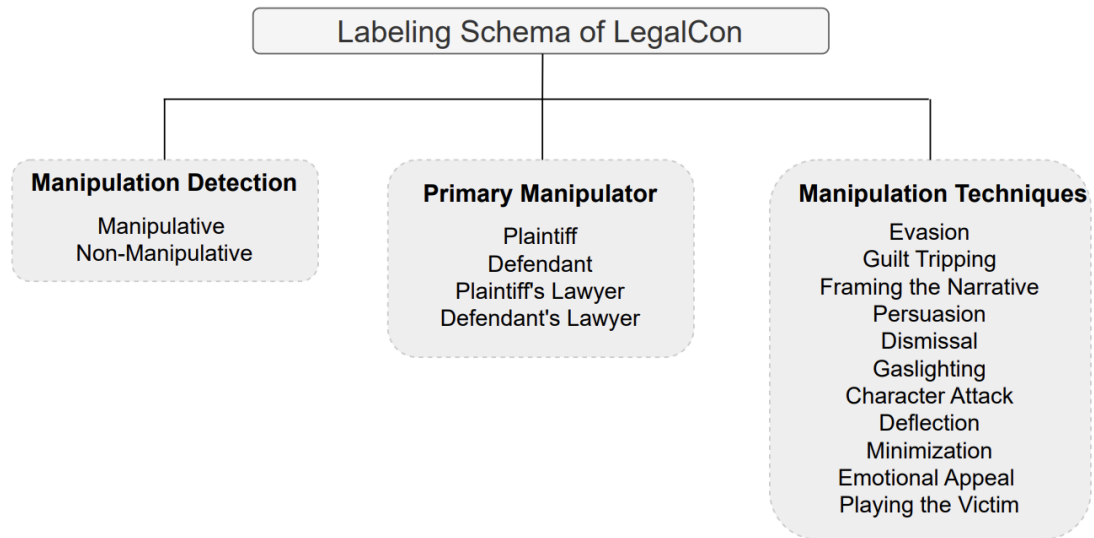 Labeling Schema of LegalCon
Manipulation Detection
Manipulative
Non-Manipulative
Primary Manipulator
Plaintiff
Defendant
Plaintiff's Lawyer
Defendant's Lawyer
Manipulation Techniques
Evasion
Guilt Tripping
Framing the Narrative
Persuasion
Dismissal
Gaslighting
Character Attack
Deflection
Minimization
Emotional Appeal
Playing the Victim